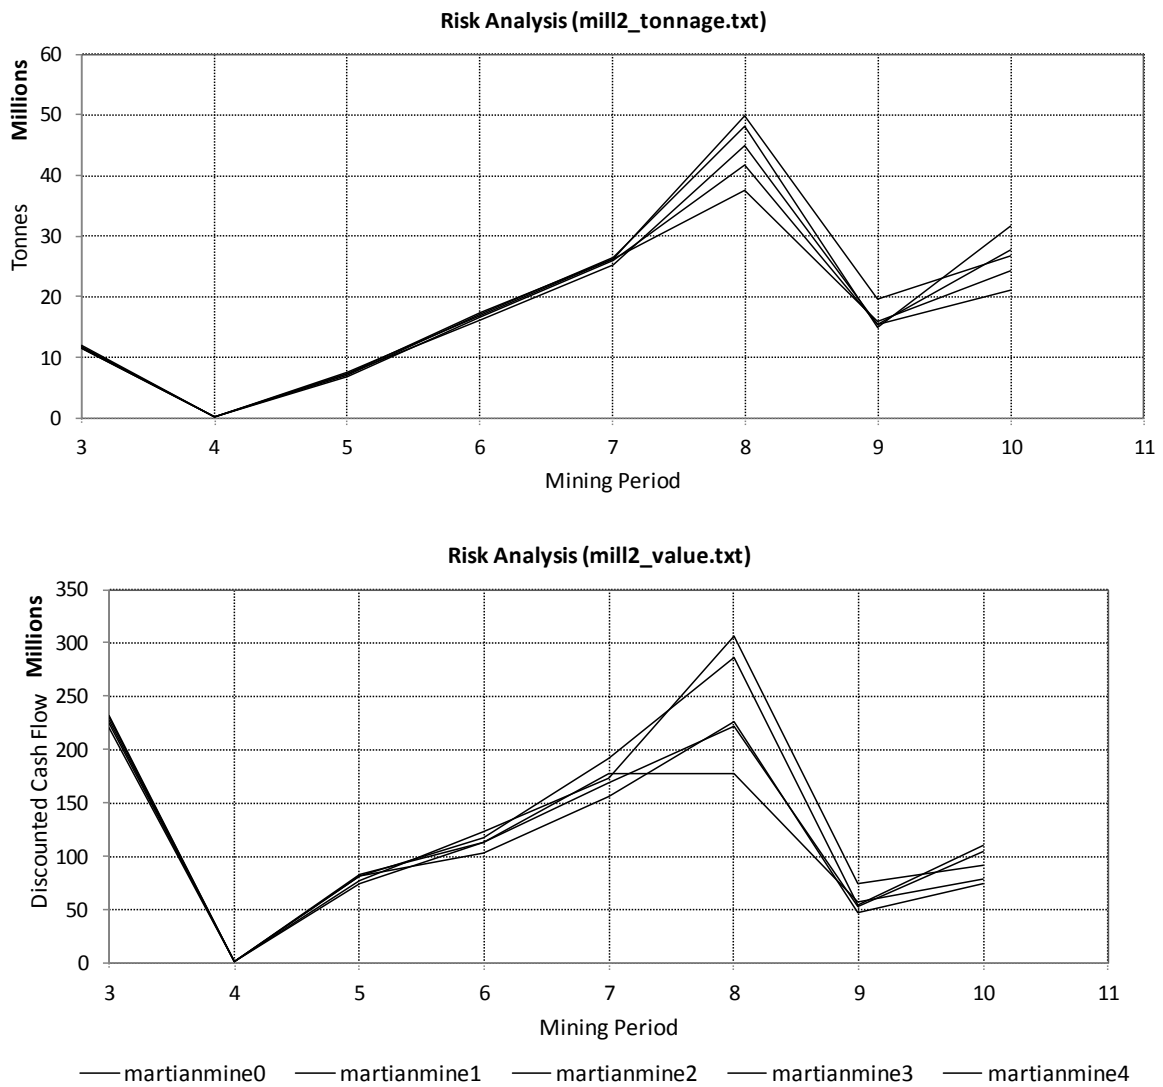 Risk Analysis (mill2_tonnage.txt)
Millions
Tonnes
60
50
40
30
20
10
0
3 4 5 6 7 8 9 10 11
Mining Period
Risk Analysis (mill2_value.txt)
Millions
Discounted Cash Flow
350
300
250
200
150
100
50
0
3 4 5 6 7 8 9 10 11
Mining Period
martianmine0 martianmine1 martianmine2 martianmine3 martianmine4